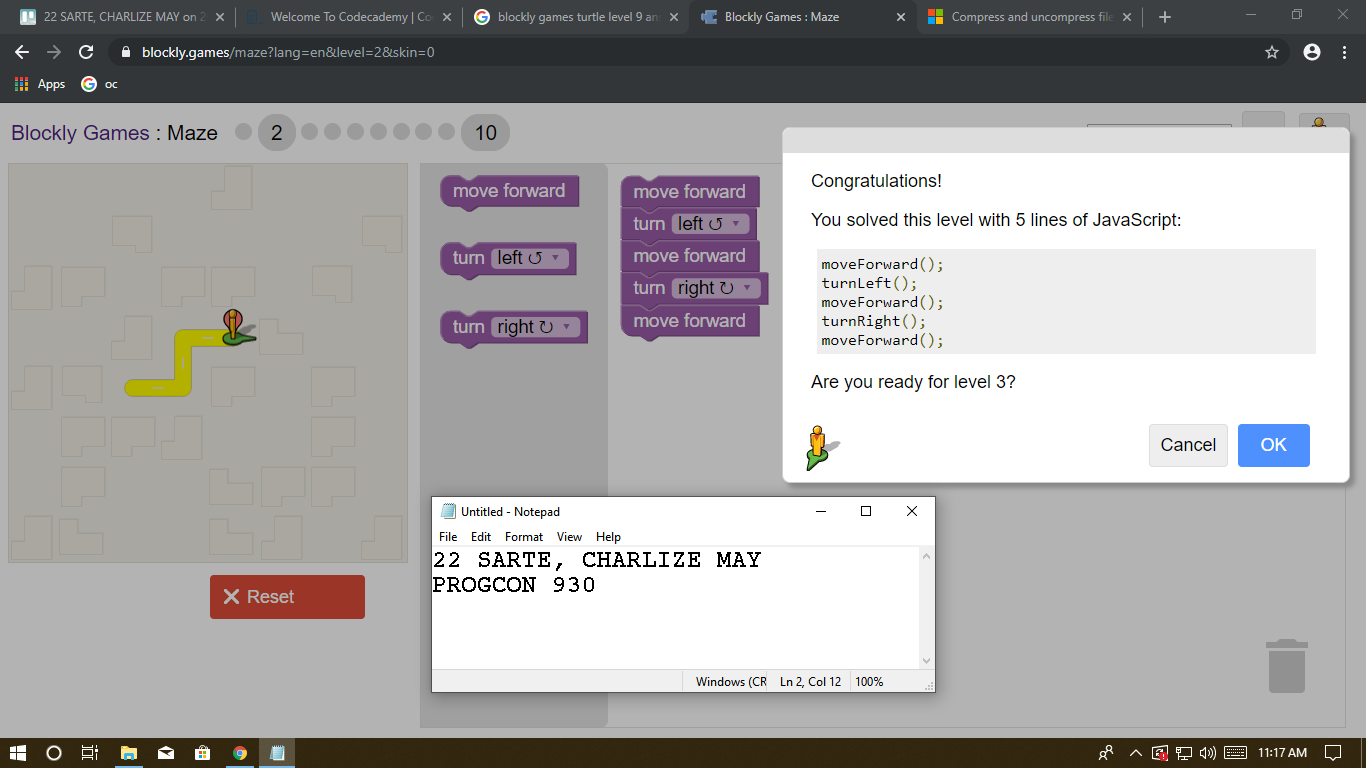 22 SARTE, CHARLIZE MAY on 2
Welcome To Codecademy | Co
blockly games turtle level 9 an
Blockly Games : Maze
Compress and uncompress file
blockly.games/maze?lang=en&level=2&skin=0
Apps
oc
Blockly Games : Maze
2
10
move forward
turn left ↺
turn right ↻
move forward
turn left ↺
move forward
turn right ↻
move forward
Reset
Congratulations!
You solved this level with 5 lines of JavaScript:
moveForward();
turnLeft();
moveForward();
turnRight();
moveForward();
Are you ready for level 3?
Cancel
OK
Untitled - Notepad
File Edit Format View Help
22 SARTE, CHARLIZE MAY
PROGCON 930
Windows (CR
Ln 2, Col 12
100%
11:17 AM